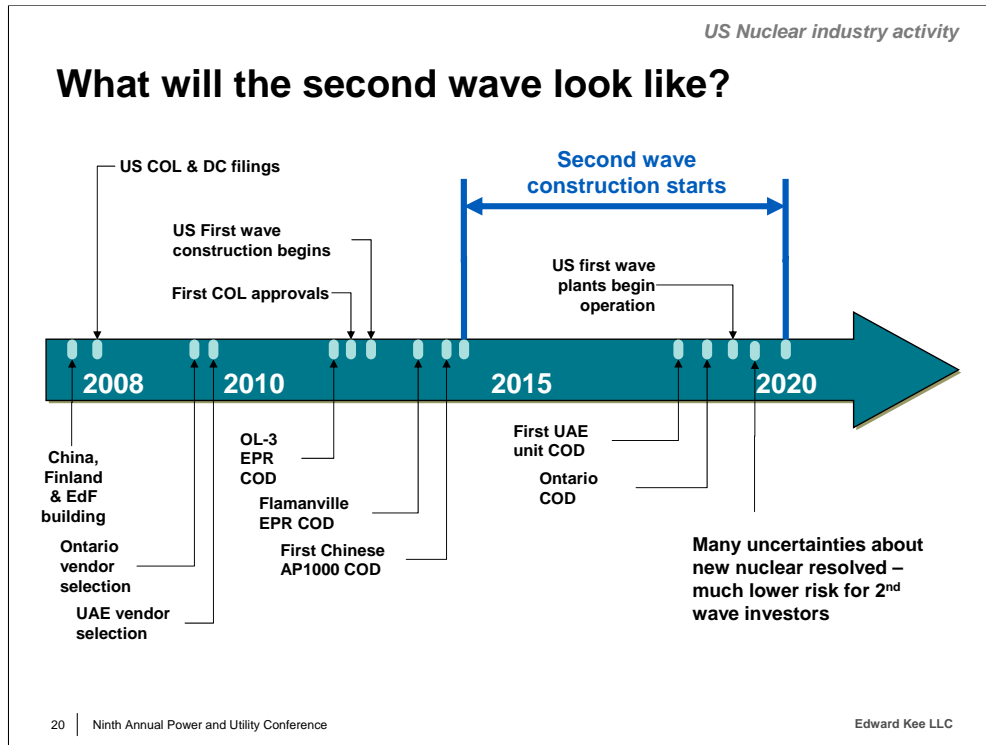 US Nuclear industry activity
What will the second wave look like?
US COL & DC filings
Second wave
construction starts
US First wave
construction begins
US first wave
plants begin
operation
First COL approvals
2008
2010
2015
2020
China,
Finland
& EdF
building
OL-3
EPR
COD
First UAE
unit COD
Ontario
COD
Flamanville
EPR COD
Ontario
vendor
selection
First Chinese
AP1000 COD
Many uncertainties about
new nuclear resolved –
much lower risk for 2nd
wave investors
UAE vendor
selection
20
Ninth Annual Power and Utility Conference
Edward Kee LLC